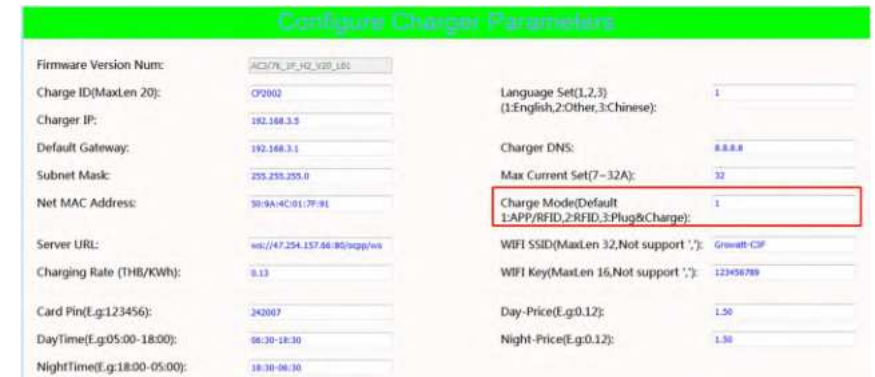 Configure Charger Parameters
Firmware Version Num: AC3/7K_1P_H2_V20_L01
Charge ID(MaxLen 20): CP2002
Language Set(1,2,3)
(1:English,2:Other,3:Chinese): 1
Charger IP: 192.168.3.5
Default Gateway: 192.168.3.1
Charger DNS: 8.8.8.8
Subnet Mask: 255.255.255.0
Max Current Set(7~32A): 32
Net MAC Address: 50:9A:4C:01:7F:91
Charge Mode(Default
1:APP/RFID,2:RFID,3:Plug&Charge): 1
Server URL: ws://47.254.157.66:80/ocpp/ws
WIFI SSID(MaxLen 32,Not support ','): Growatt-C3F
Charging Rate (THB/KWh): 0.13
WIFI Key(MaxLen 16,Not support ','): 123456789
Card Pin(E.g:123456): 242007
Day-Price(E.g:0.12): 1.50
DayTime(E.g:05:00-18:00): 06:30-18:30
Night-Price(E.g:0.12): 1.50
NightTime(E.g:18:00-05:00): 18:30-06:30